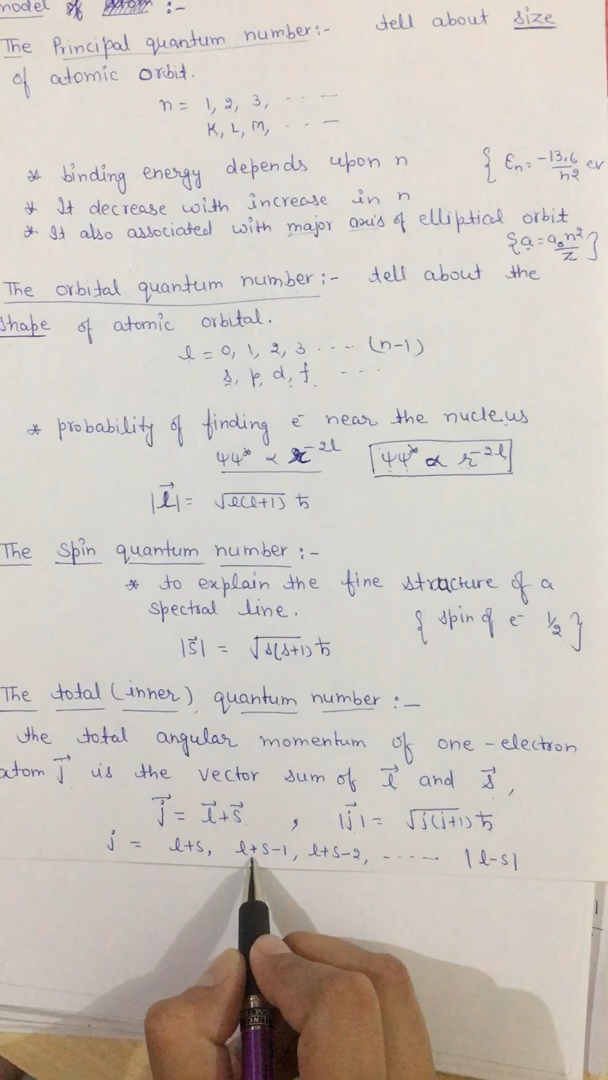 model of atom :-
The Principal quantum number:- tell about size
of atomic orbit.
n = 1, 2, 3, ... —
K, L, M, ... —
* binding energy depends upon n { En = -13.6/n² ev
* It decrease with increase in n
* It also associated with major axis of elliptial orbit
{a = a₀n²/Z}
The orbital quantum number:- tell about the
shape of atomic orbital.
l = 0, 1, 2, 3 .... (n-1)
s, p, d, f ...
* probability of finding e⁻ near the nucleus
ψψ* ∝ r⁻²ˡ ψψ* ∝ r⁻²ˡ
|l⃗| = √l(l+1) ħ
The spin quantum number :-
* to explain the fine structure of a
spectral line. { spin of e⁻ 1/2 }
|s⃗| = √s(s+1) ħ
The total (inner) quantum number :-
the total angular momentum of one-electron
atom j⃗ is the vector sum of l⃗ and s⃗,
j⃗ = l⃗+s⃗ , |j⃗| = √j(j+1) ħ
j = l+s, l+s-1, l+s-2, ..... |l-s|